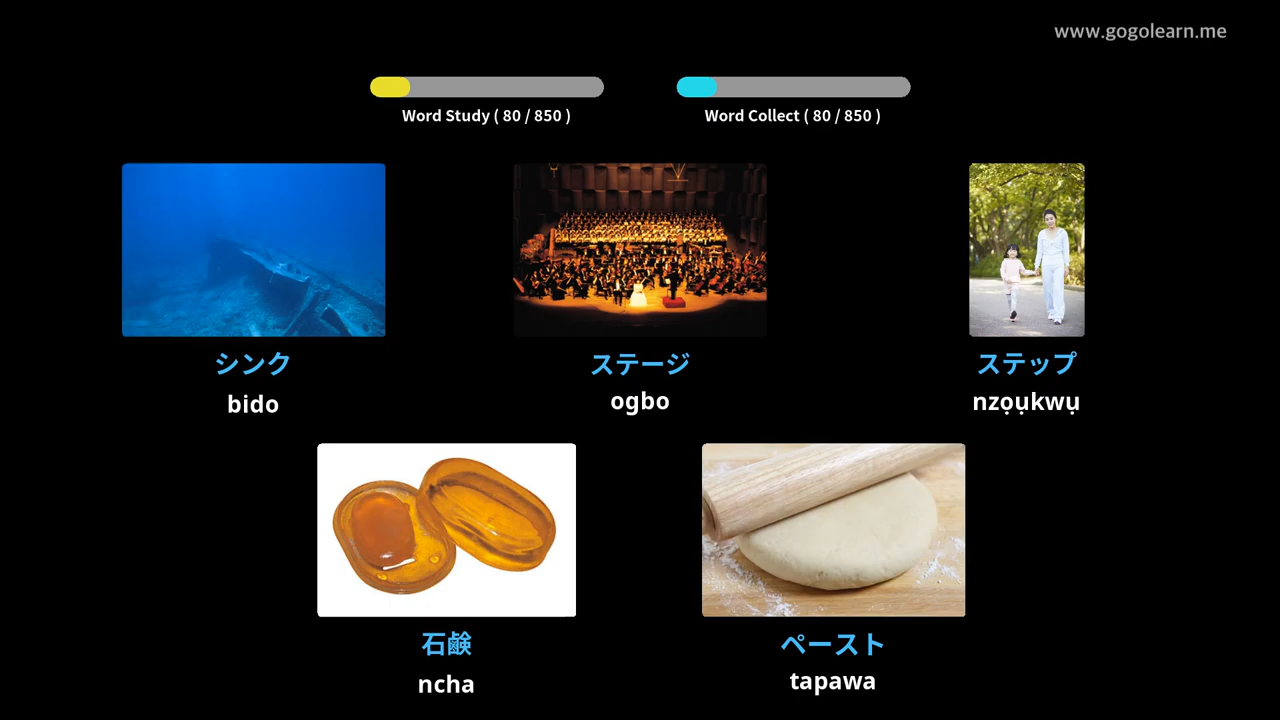 www.gogolearn.me
Word Study ( 80 / 850 )
Word Collect ( 80 / 850 )
シンク
bido
ステージ
ogbo
ステップ
nzọụkwụ
石鹸
ncha
ペースト
tapawa